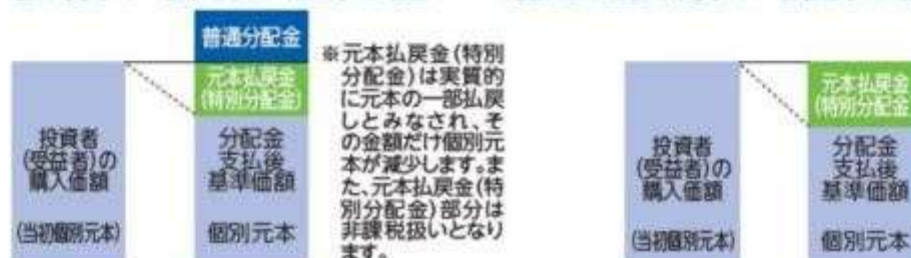 普通分配金
元本払戻金
(特別分配金)
投資者
(受益者)の
購入価額
(当初個別元本)
分配金
支払後
基準価額
個別元本
※元本払戻金(特別
分配金)は実質的
に元本の一部払戻
しとみなされ、そ
の金額だけ個別元
本が減少します。ま
た、元本払戻金(特
別分配金)部分は
非課税扱いとなり
ます。
投資者
(受益者)の
購入価額
(当初個別元本)
元本払戻金
(特別分配金)
分配金
支払後
基準価額
個別元本